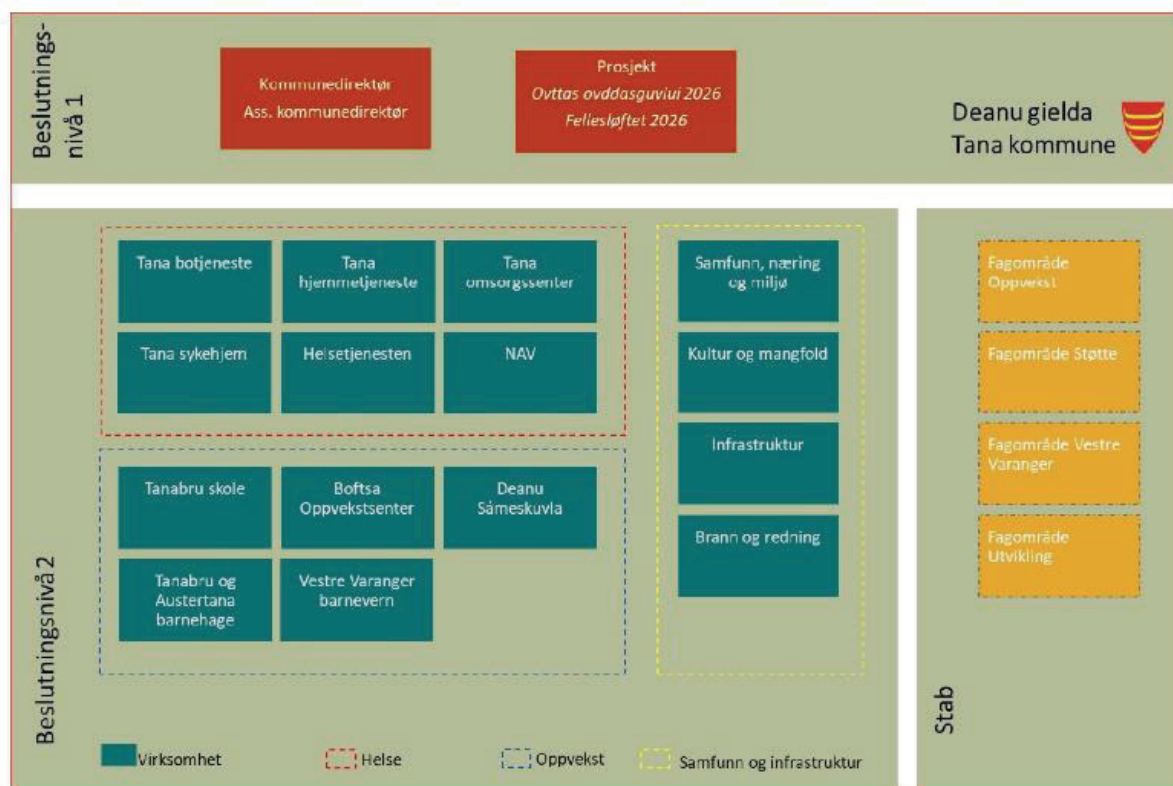 Beslutnings-
nivå 1
Kommunedirektør
Ass. kommunedirektør
Prosjekt
Ovttas ovddasguvlui 2026
Fellesløftet 2026
Deanu gielda
Tana kommune
Beslutningsnivå 2
Tana botjeneste
Tana
hjemmetjeneste
Tana
omsorgssenter
Tana sykehjem
Helsetjenesten
NAV
Tanabru skole
Boftsa
Oppvekstsenter
Deanu
Sámeskuvla
Tanabru og
Austertana
barnehage
Vestre Varanger
barnevern
Samfunn, næring
og miljø
Kultur og mangfold
Infrastruktur
Brann og redning
Virksomhet
Helse
Oppvekst
Samfunn og infrastruktur
Stab
Fagområde
Oppvekst
Fagområde Støtte
Fagområde Vestre
Varanger
Fagområde
Utvikling